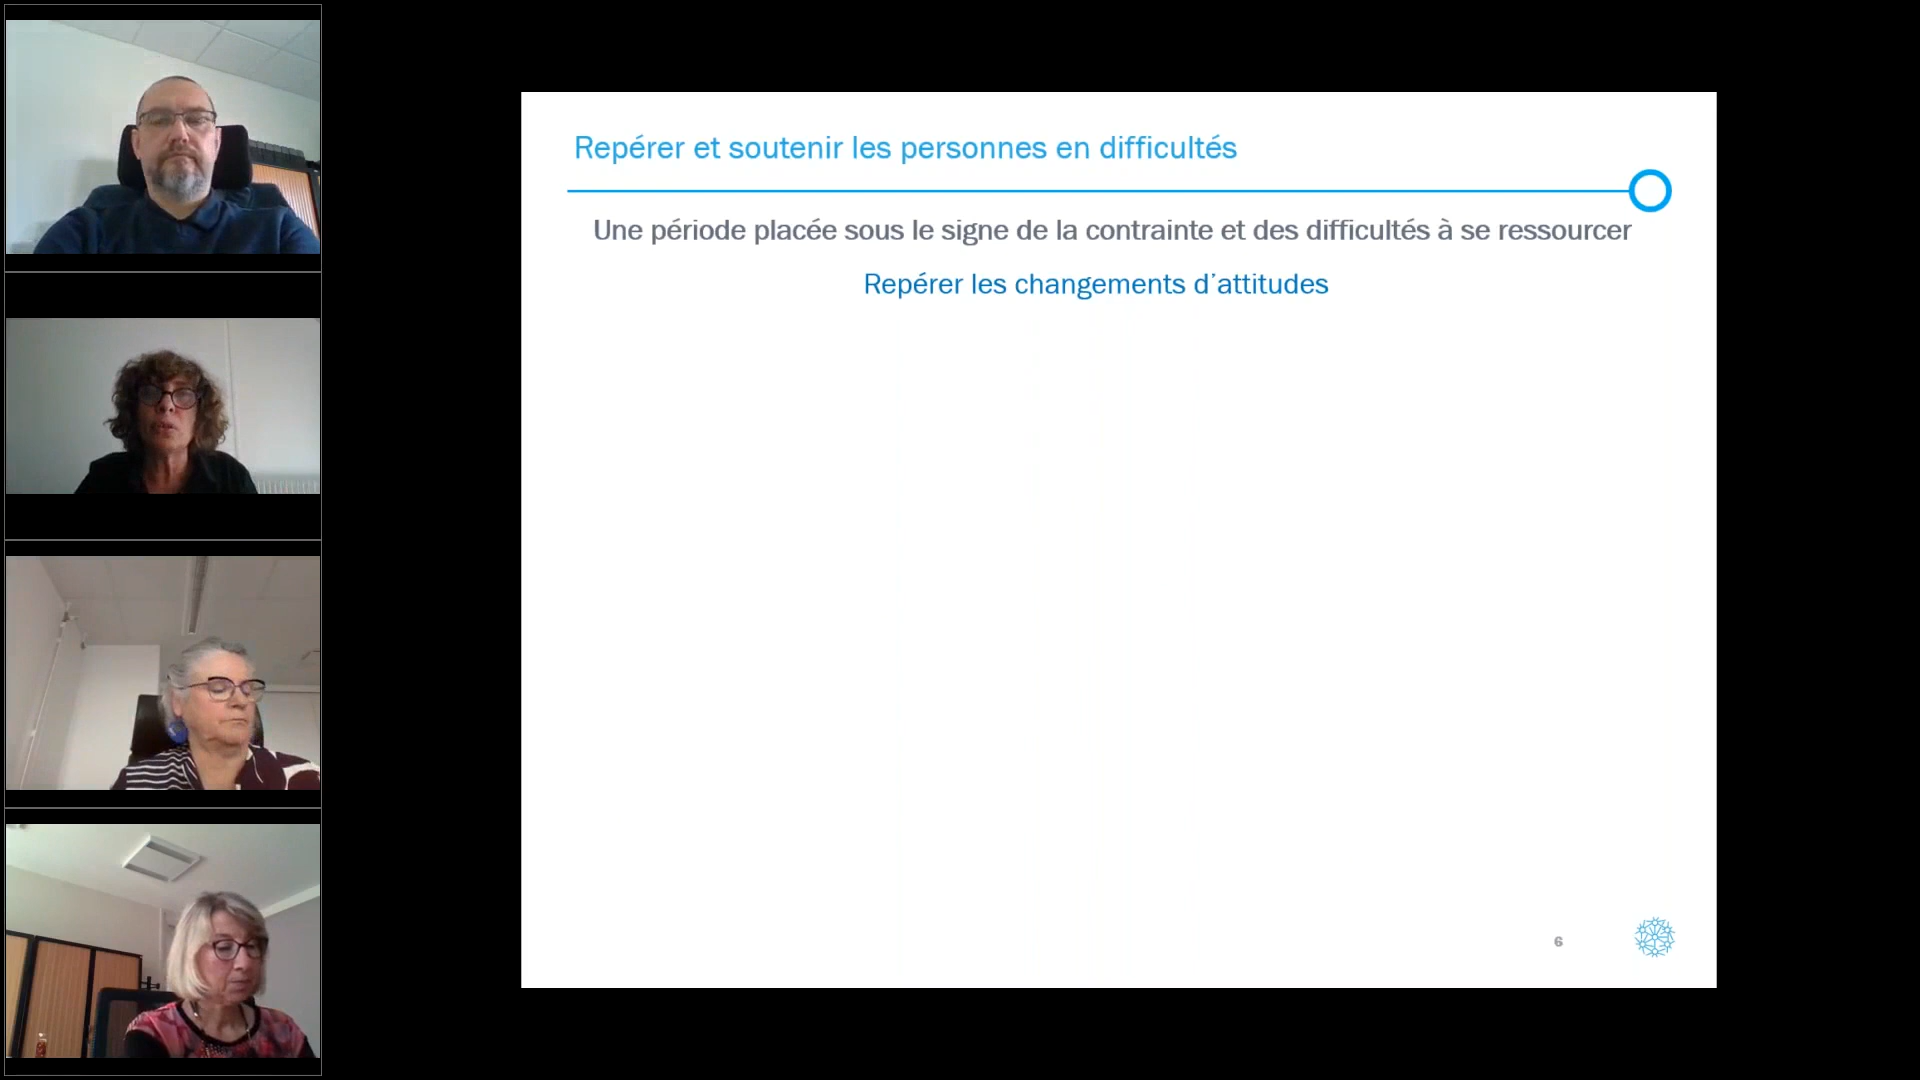 Repérer et soutenir les personnes en difficultés
Une période placée sous le signe de la contrainte et des difficultés à se ressourcer
Repérer les changements d’attitudes
6